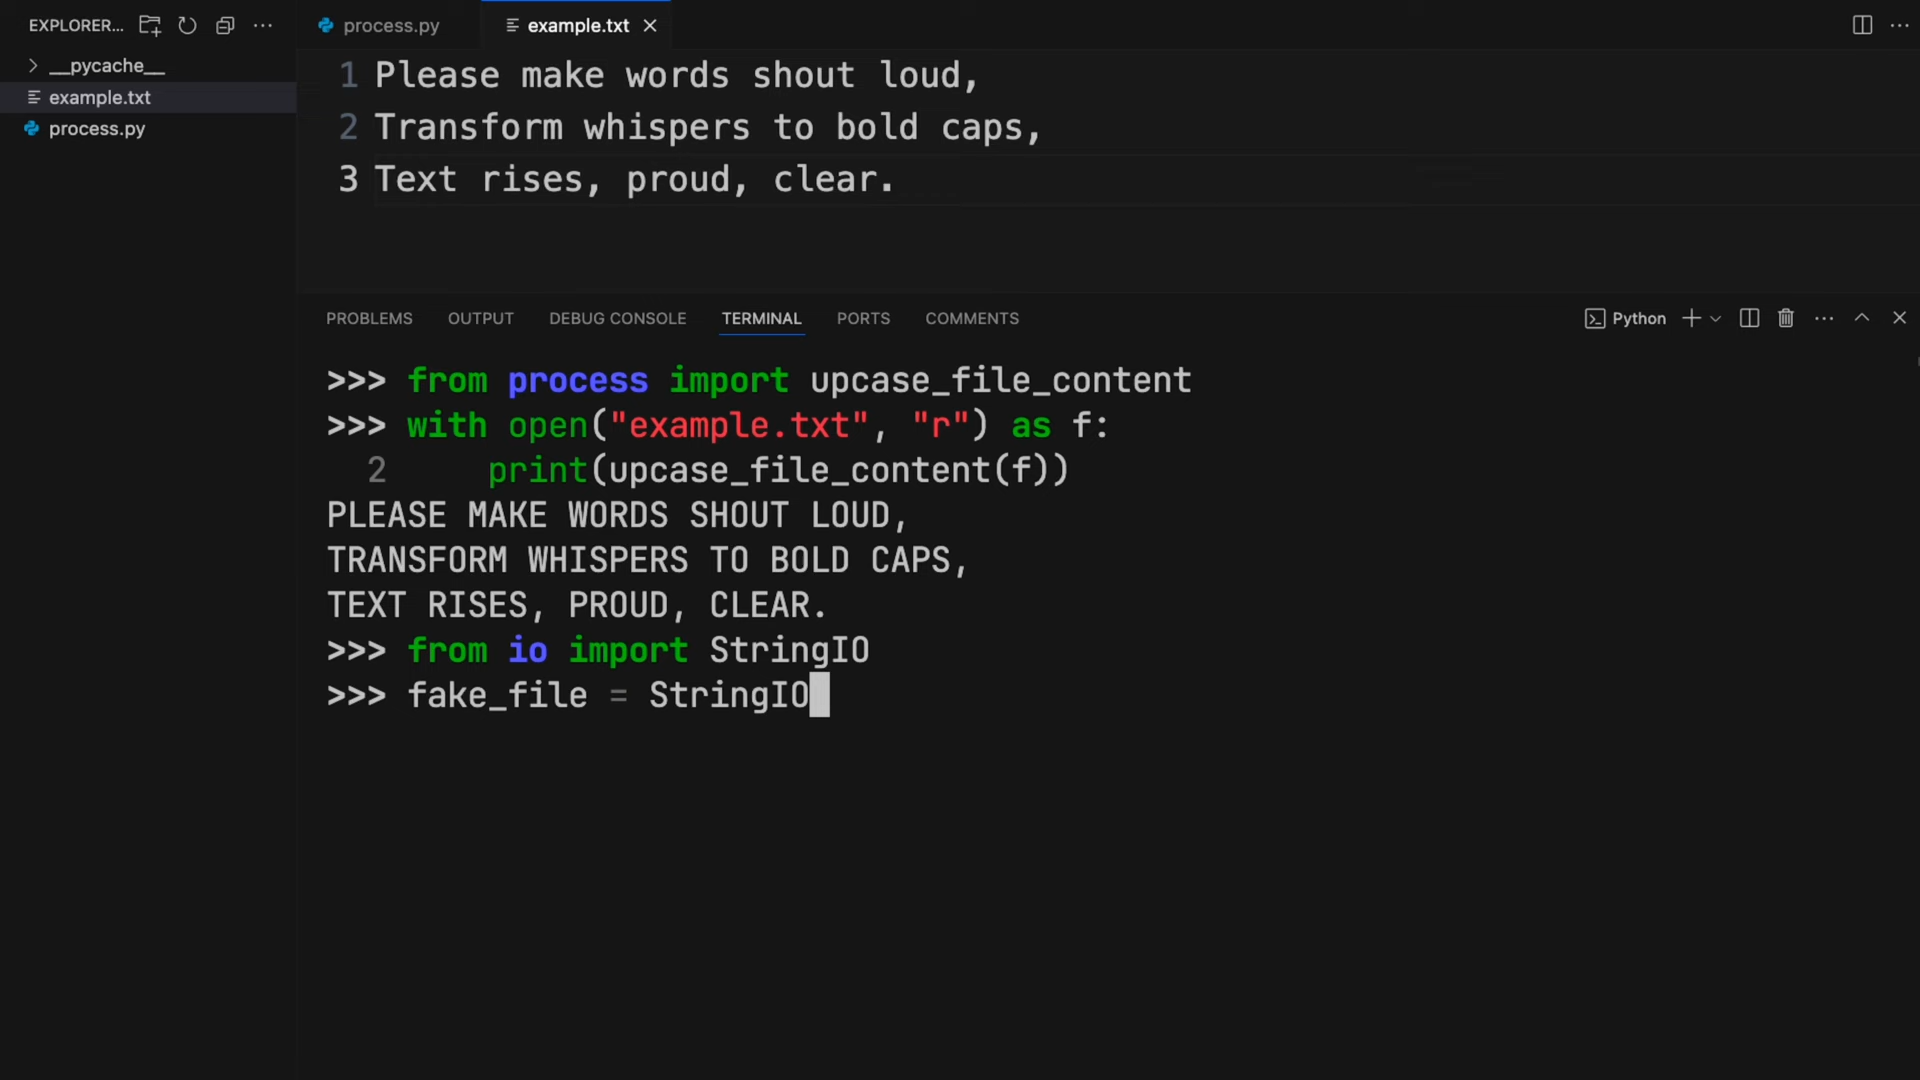 EXPLORER...
__pycache__
example.txt
process.py
process.py
example.txt
1 Please make words shout loud,
2 Transform whispers to bold caps,
3 Text rises, proud, clear.
PROBLEMS OUTPUT DEBUG CONSOLE TERMINAL PORTS COMMENTS
Python
>>> from process import upcase_file_content
>>> with open("example.txt", "r") as f:
2 print(upcase_file_content(f))
PLEASE MAKE WORDS SHOUT LOUD,
TRANSFORM WHISPERS TO BOLD CAPS,
TEXT RISES, PROUD, CLEAR.
>>> from io import StringIO
>>> fake_file = StringIO